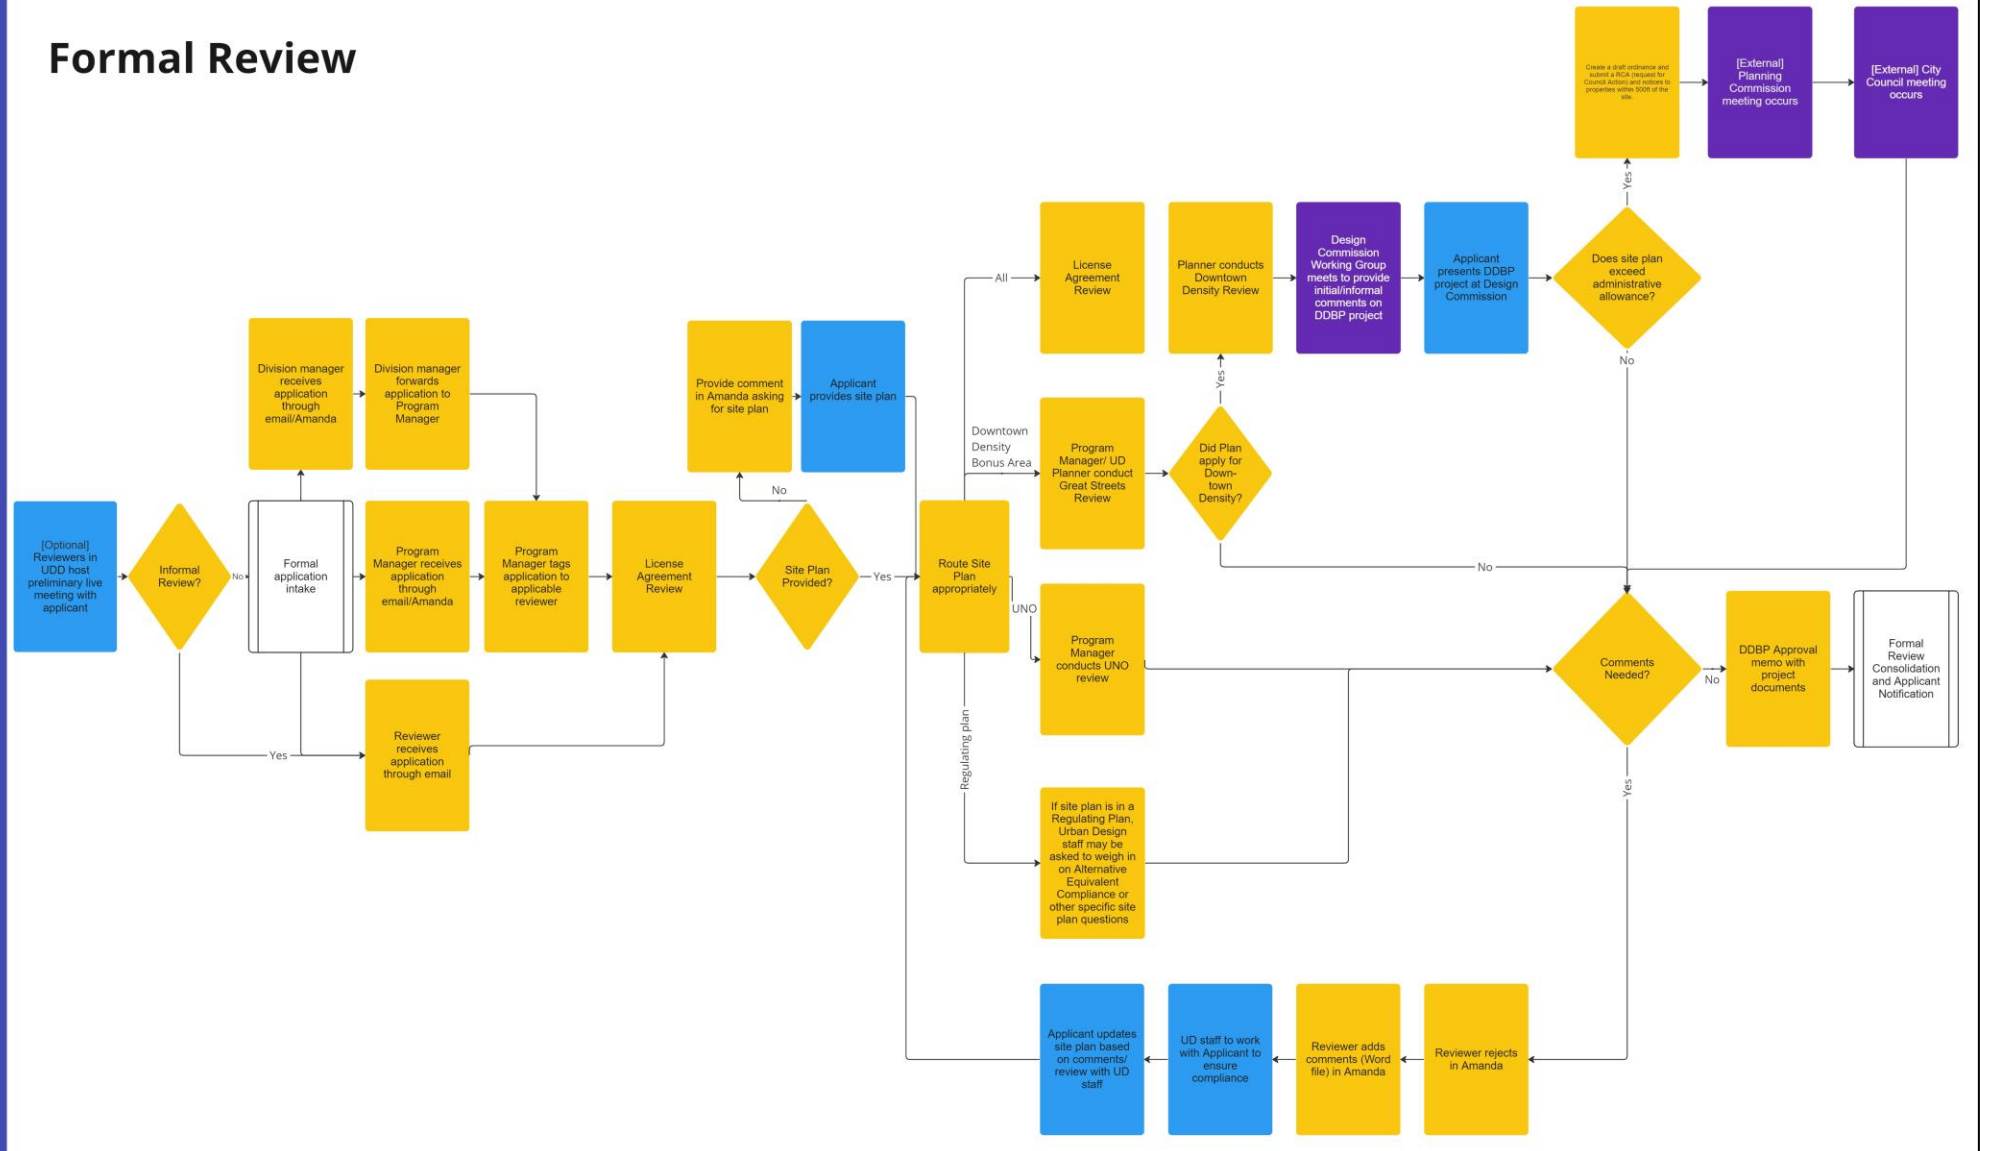 Formal Review
Create a draft ordinance and
submit a RCA (request for
Council Action) and notices to
properties within 500ft of the
site.
[External]
Planning
Commission
meeting occurs
[External] City
Council meeting
occurs
Yes
License
Agreement
Review
Planner conducts
Downtown
Density Review
Design
Commission
Working Group
meets to provide
initial/informal
comments on
DDBP project
Applicant
presents DDBP
project at Design
Commission
Does site plan
exceed
administrative
allowance?
All
No
Division manager
receives
application
through
email/Amanda
Division manager
forwards
application to
Program
Manager
Provide comment
in Amanda asking
for site plan
Applicant
provides site plan
Yes
Downtown
Density
Bonus Area
Program
Manager/ UD
Planner conduct
Great Streets
Review
Did Plan
apply for
Down-
town
Density?
No
No
[Optional]
Reviewers in
UDD host
preliminary live
meeting with
applicant
Informal
Review?
No
Formal
application
intake
Program
Manager receives
application
through
email/Amanda
Program
Manager tags
application to
applicable
reviewer
License
Agreement
Review
Site Plan
Provided?
Yes
Route Site
Plan
appropriately
UNO
Program
Manager
conducts UNO
review
Comments
Needed?
No
DDBP Approval
memo with
project
documents
Formal
Review
Consolidation
and Applicant
Notification
Yes
Reviewer
receives
application
through email
Regulating plan
Yes
If site plan is in a
Regulating Plan,
Urban Design
staff may be
asked to weigh in
on Alternative
Equivalent
Compliance or
other specific site
plan questions
Applicant updates
site plan based
on comments/
review with UD
staff
UD staff to work
with Applicant to
ensure
compliance
Reviewer adds
comments (Word
file) in Amanda
Reviewer rejects
in Amanda